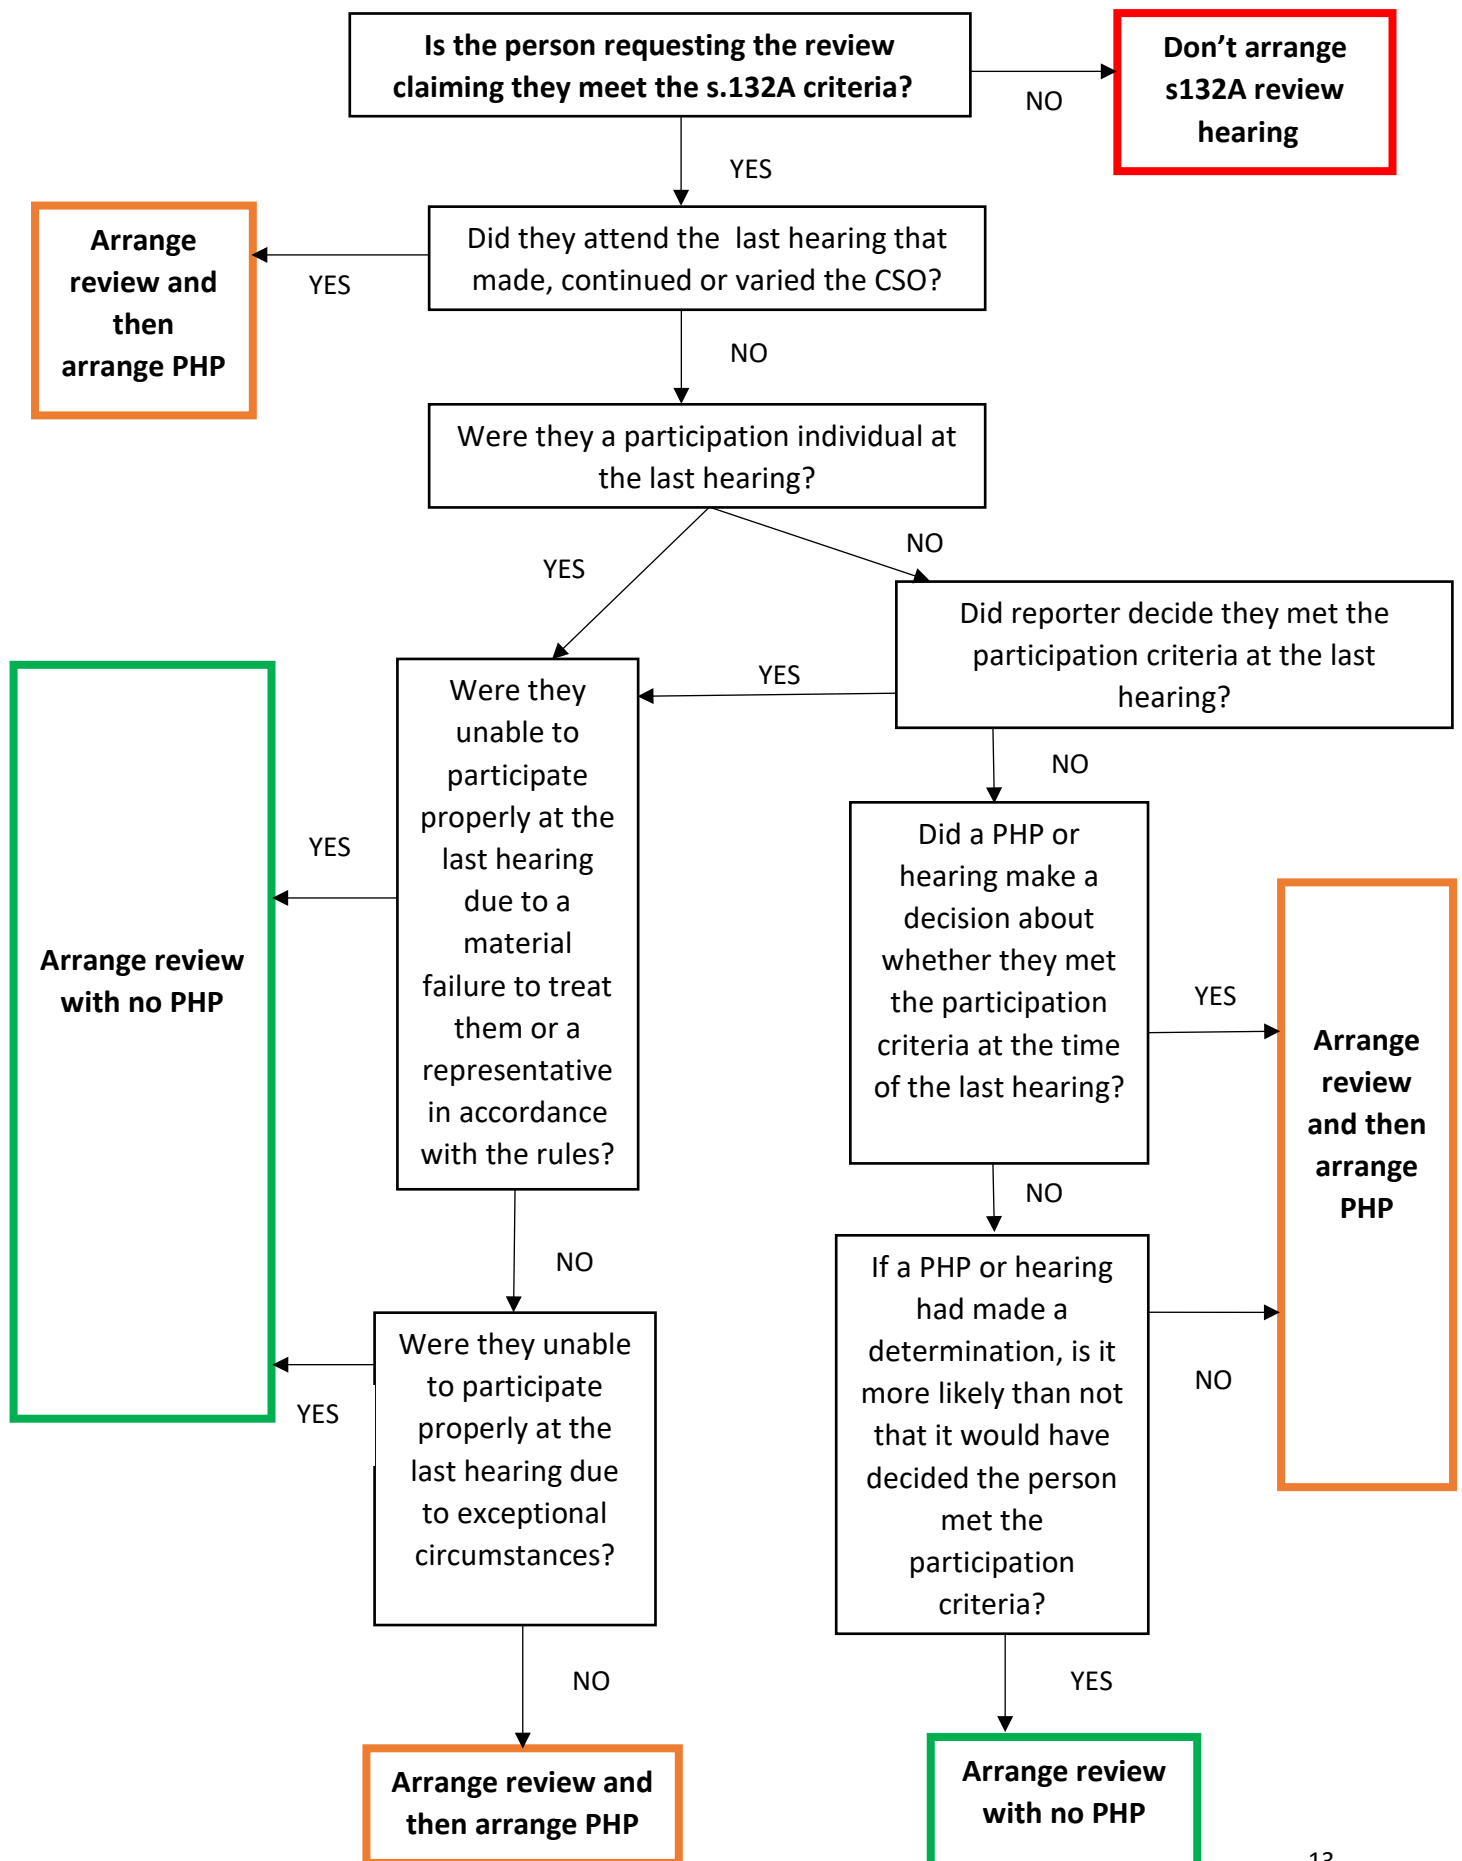 Is the person requesting the review
claiming they meet the s.132A criteria?
NO
Don’t arrange
s132A review
hearing
YES
Arrange
review and
then
arrange PHP
YES
Did they attend the last hearing that
made, continued or varied the CSO?
NO
Were they a participation individual at
the last hearing?
YES
NO
Did reporter decide they met the
participation criteria at the last
hearing?
YES
Were they
unable to
participate
properly at the
last hearing
due to a
material
failure to treat
them or a
representative
in accordance
with the rules?
YES
Arrange review
with no PHP
NO
Did a PHP or
hearing make a
decision about
whether they met
the participation
criteria at the time
of the last hearing?
YES
Arrange
review
and then
arrange
PHP
NO
NO
Were they unable
to participate
properly at the
last hearing due
to exceptional
circumstances?
YES
If a PHP or hearing
had made a
determination, is it
more likely than not
that it would have
decided the person
met the
participation
criteria?
NO
NO
YES
Arrange review and
then arrange PHP
Arrange review
with no PHP
13